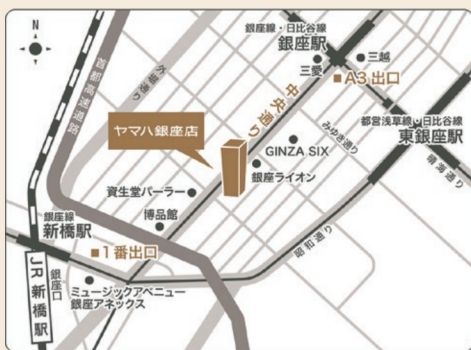 N
銀座線・日比谷線
銀座駅
三越
三愛
A3出口
外堀通り
中央通り
首都高速道路
都営浅草線・日比谷線
東銀座駅
みゆき通り
晴海通り
ヤマハ銀座店
GINZA SIX
銀座ライオン
資生堂パーラー
博品館
銀座線
新橋駅
1番出口
昭和通り
銀座口
JR新橋駅
ミュージックアベニュー
銀座アネックス